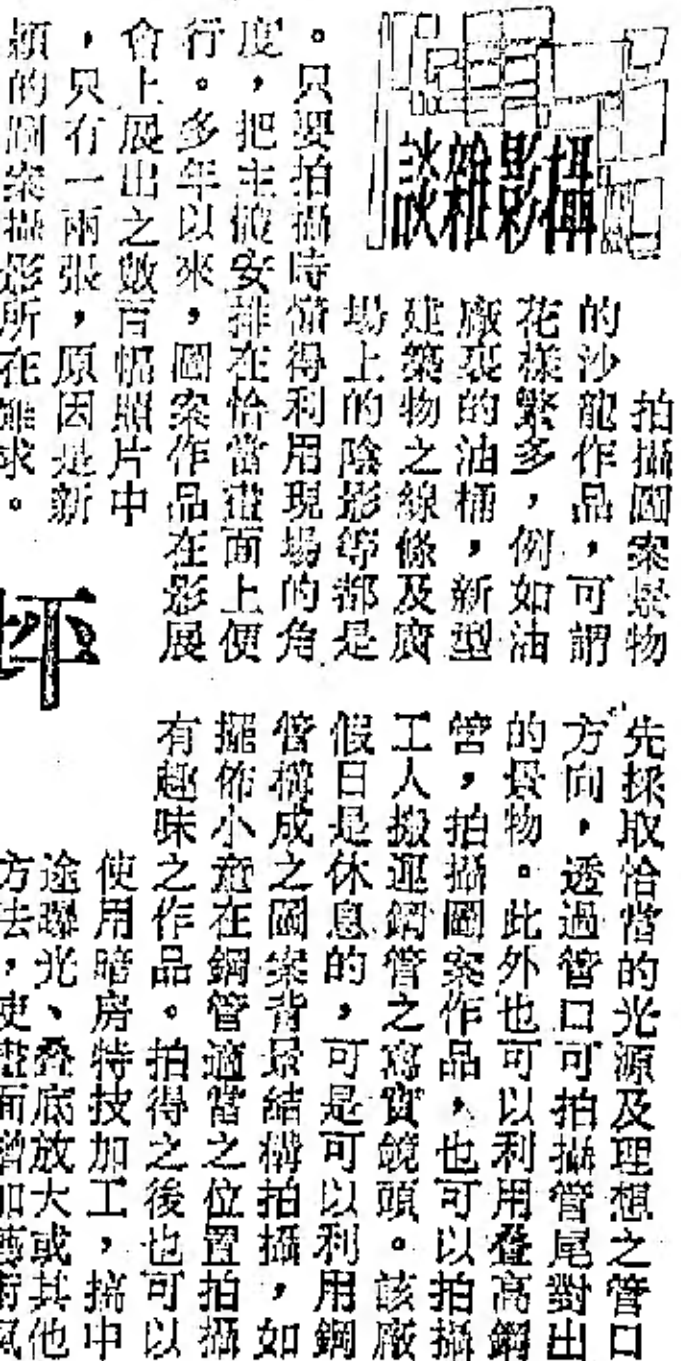 攝影雜談
拍攝圖案景物
的沙龍作品，可謂
花樣繁多，例如油
廠裏的油桶，新型
建築物之線條及廣
場上的陰影等都是
。只要拍攝時懂得利用現場的角
度，把主體安排在恰當畫面上便
行。多年以來，圖案作品在影展
會上展出之數百幅照片中
，只有一兩張，原因是新
穎的圖案攝影所在難求。
坪
先採取恰當的光源及理想之管口
方向，透過管口可拍攝管尾對出
的景物。此外也可以利用叠高鋼
管，拍攝圖案作品，也可以拍攝
工人搬運鋼管之寫實鏡頭。該廠
假日是休息的，可是可以利用鋼
管構成之圖案背景結構拍攝，如
擺佈小童在鋼管適當之位置拍攝
有趣味之作品。拍得之後也可以
使用暗房特技加工，搞中
途曝光、叠底放大或其他
方法，使畫面增加藝術氣